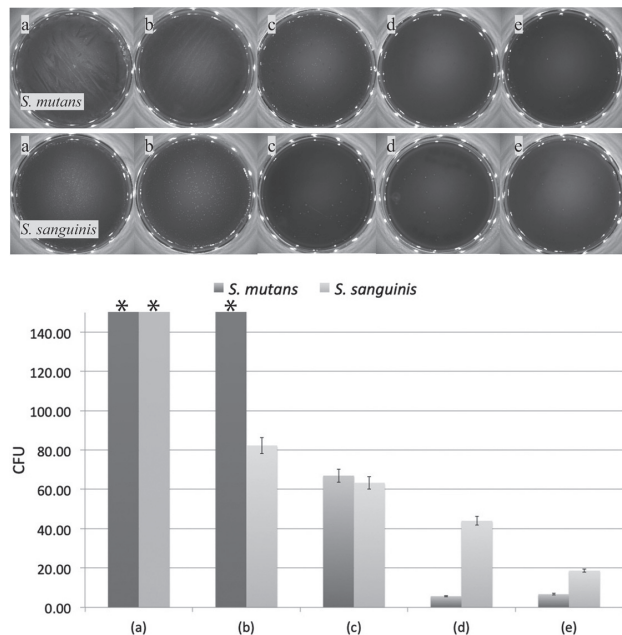 a b c d e
S. mutans
a b c d e
S. sanguinis
S. mutans S. sanguinis
* * *
140.00
120.00
100.00
80.00
60.00
40.00
20.00
0.00
CFU
(a) (b) (c) (d) (e)